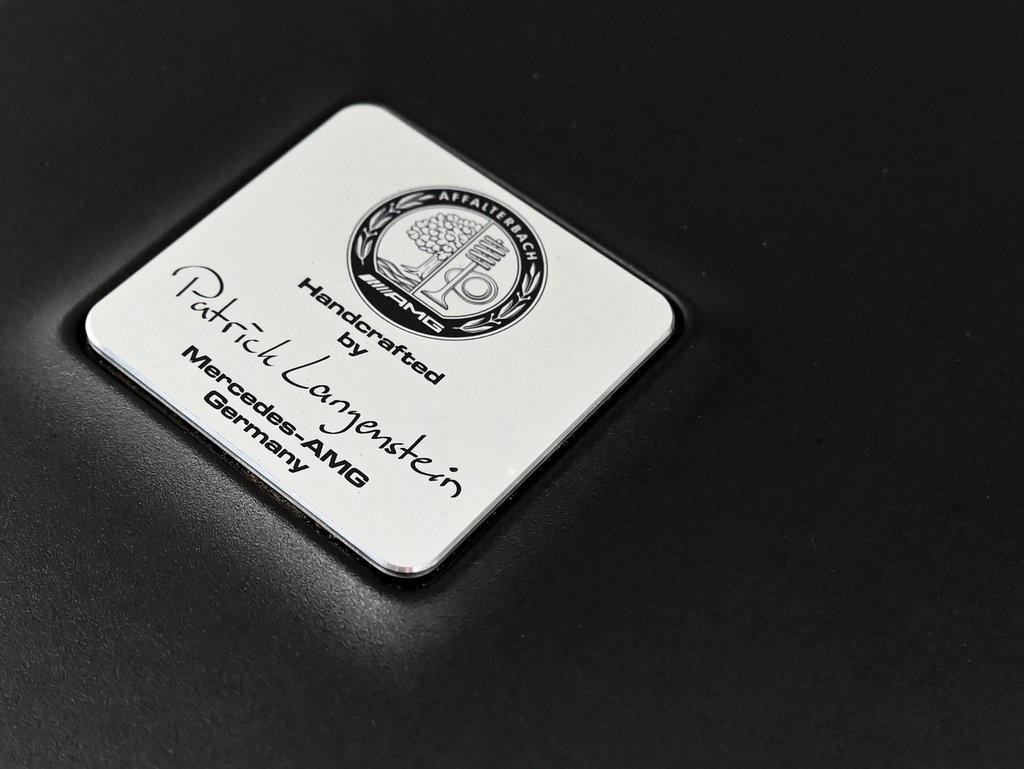 AFFALTERBACH
AMG
Handcrafted
by
Patrick Langenstein
Mercedes-AMG
Germany